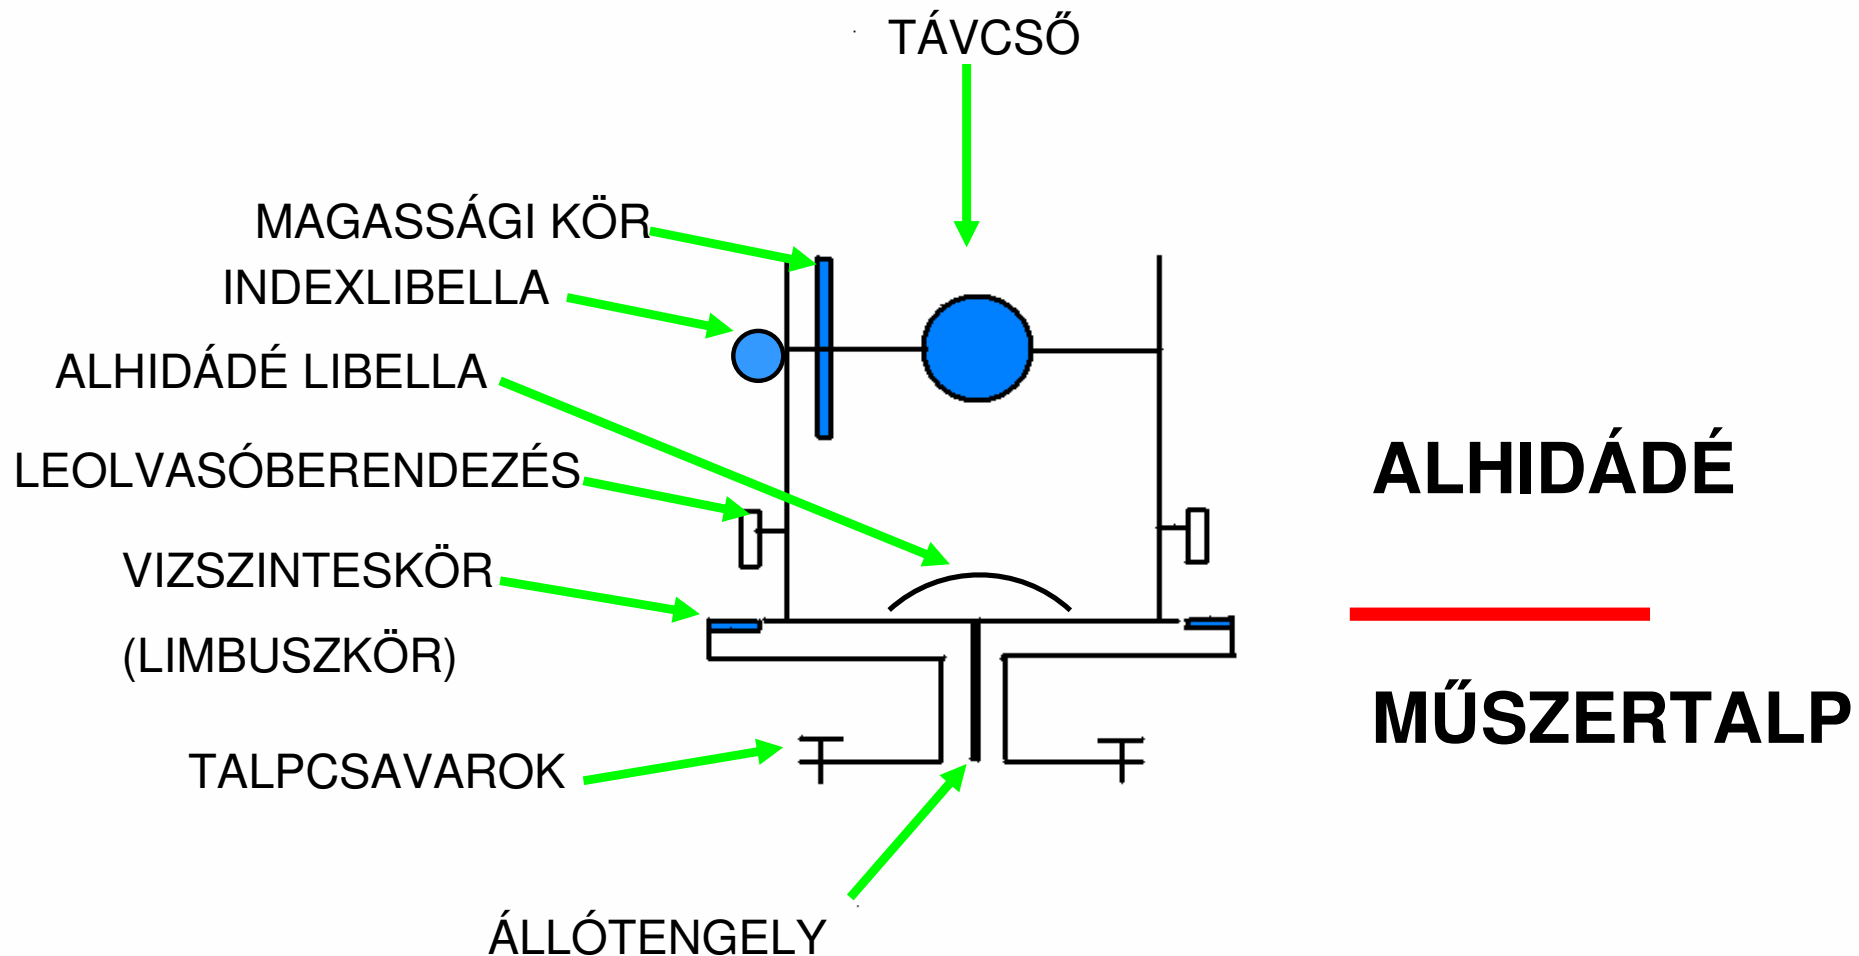 TÁVCSŐ
MAGASSÁGI KÖR
INDEXLIBELLA
ALHIDÁDÉ LIBELLA
LEOLVASÓBERENDEZÉS
VIZSZINTESKÖR
(LIMBUSZKÖR)
TALPCSAVAROK
ÁLLÓTENGELY
ALHIDÁDÉ
MŰSZERTALP